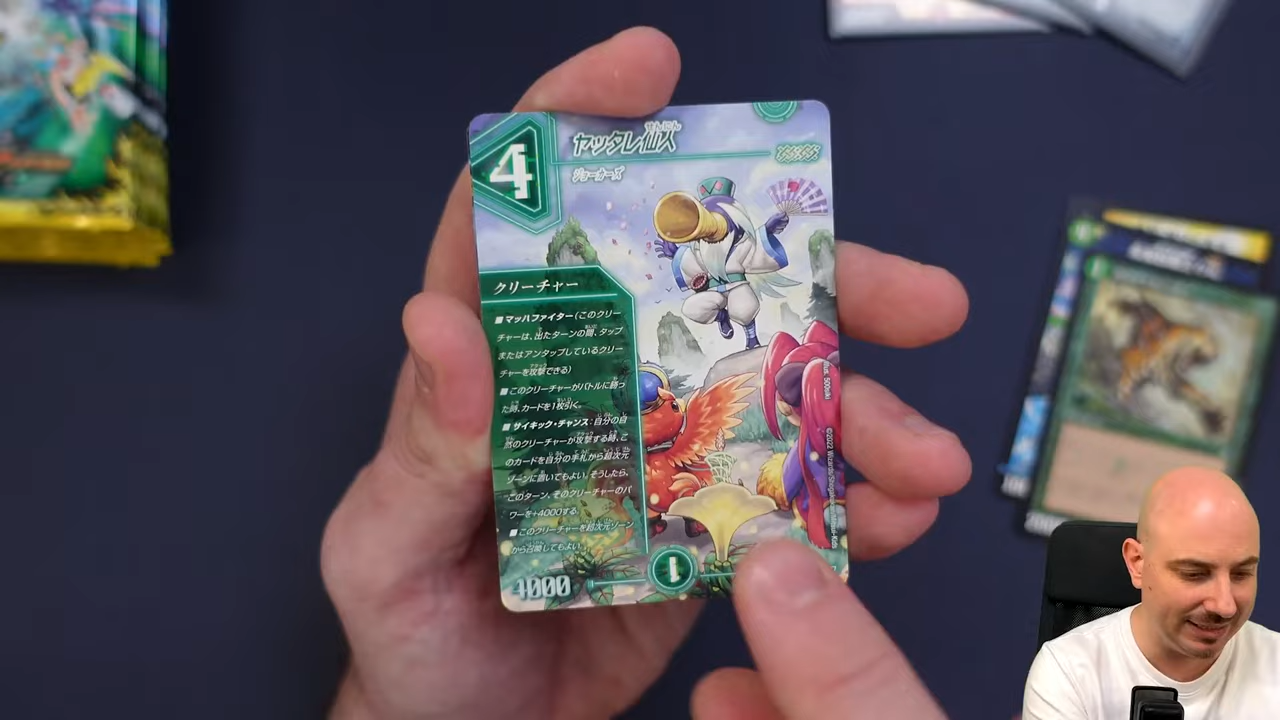 4
せんにん
ヤッタレ仙人
ジョーカーズ
クリーチャー
■マッハファイター(このクリー
チャーは、出たターンの間、タップ
またはアンタップしているクリー
チャーを攻撃できる)
■このクリーチャーがバトルに勝っ
た時、カードを1枚引く。
■サイキック・チャンス:自分の自
然のクリーチャーが攻撃する時、こ
のカードを自分の手札から超次元
ゾーンに置いてもよい。そうしたら、
このターン、そのクリーチャーのパ
ワーを+4000する。
■このクリーチャーを超次元ゾーン
から召喚してもよい。
4000
1
illus. 500siki
©2022 Wizards/Shogakukan/Mitsui-Kids